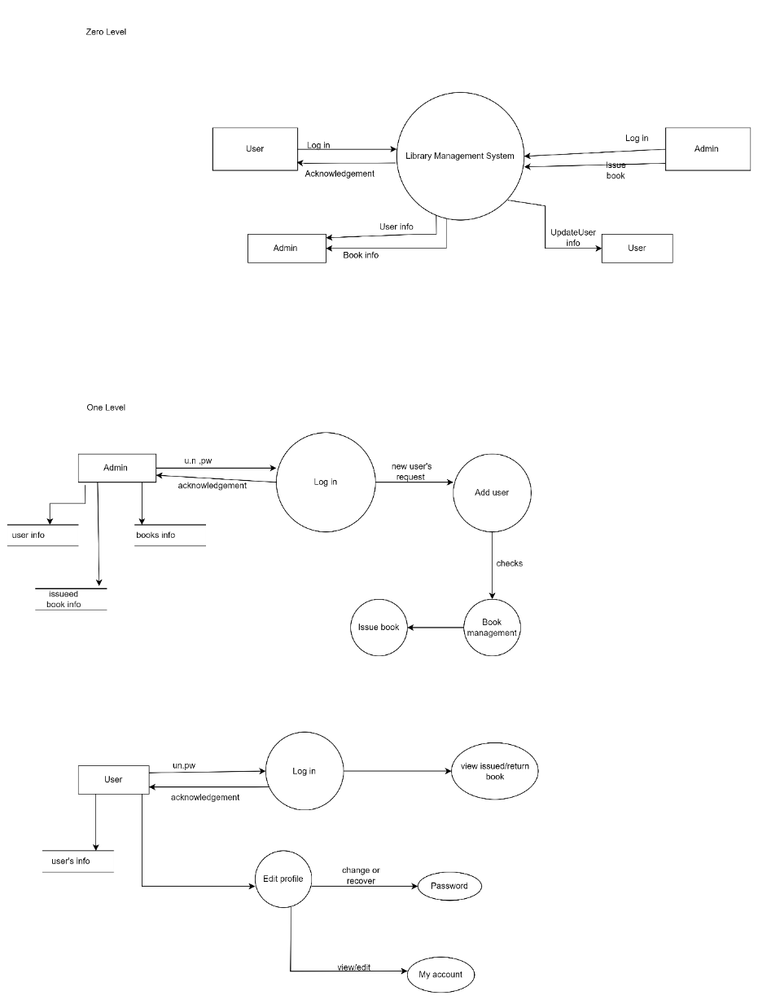 Zero Level
User
Log in
Acknowledgement
Library Management System
Log in
Issue
book
Admin
User info
Admin
Book info
UpdateUser
info
User
One Level
Admin
u.n ,pw
acknowledgement
Log in
new user's
request
Add user
user info
books info
issueed
book info
checks
Issue book
Book
management
User
un,pw
acknowledgement
Log in
view issued/return
book
user's info
Edit profile
change or
recover
Password
view/edit
My account